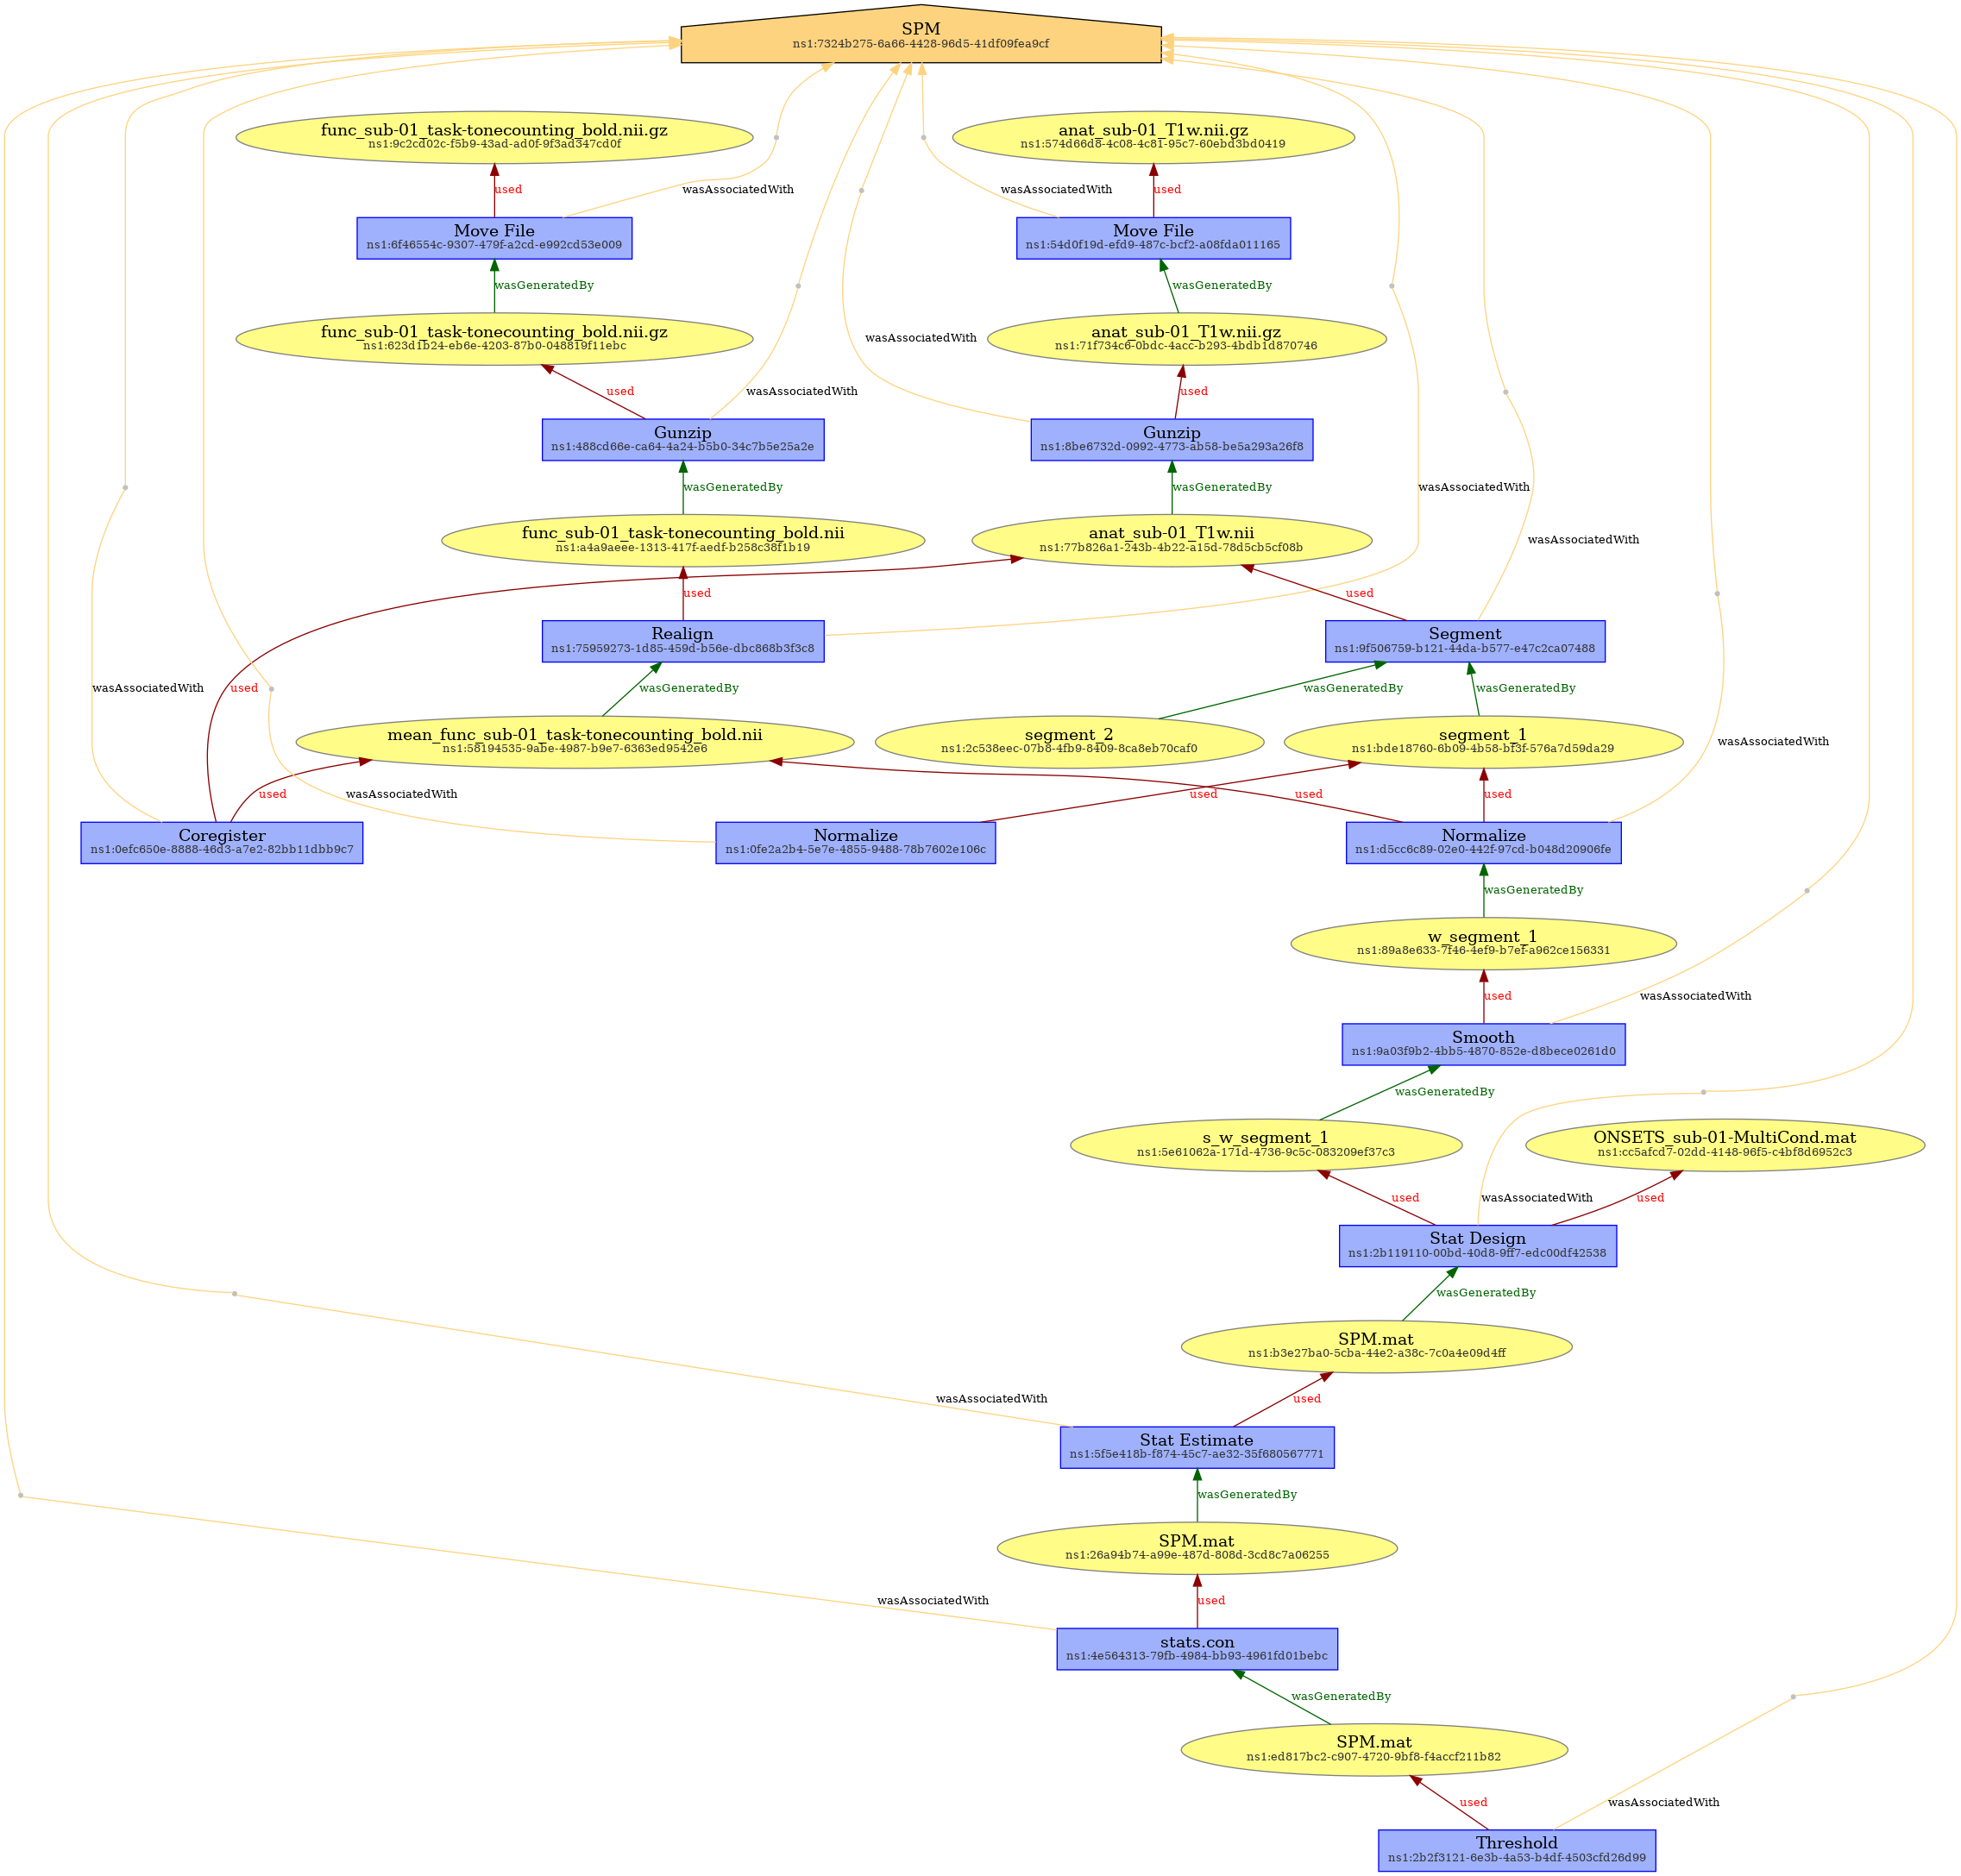 SPM
ns1:7324b275-6a66-4428-96d5-41df09fea9cf
func_sub-01_task-tonecounting_bold.nii.gz
ns1:9c2cd02c-f5b9-43ad-ad0f-9f3ad347cd0f
anat_sub-01_T1w.nii.gz
ns1:574d66d8-4c08-4c81-95c7-60ebd3bd0419
used
wasAssociatedWith
wasAssociatedWith
used
Move File
ns1:6f46554c-9307-479f-a2cd-e992cd53e009
Move File
ns1:54d0f19d-efd9-487c-bcf2-a08fda011165
wasGeneratedBy
wasGeneratedBy
func_sub-01_task-tonecounting_bold.nii.gz
ns1:623d1b24-eb6e-4203-87b0-048819f11ebc
wasAssociatedWith
anat_sub-01_T1w.nii.gz
ns1:71f734c6-0bdc-4acc-b293-4bdb1d870746
used
wasAssociatedWith
used
Gunzip
ns1:488cd66e-ca64-4a24-b5b0-34c7b5e25a2e
Gunzip
ns1:8be6732d-0992-4773-ab58-be5a293a26f8
wasGeneratedBy
wasGeneratedBy
wasAssociatedWith
func_sub-01_task-tonecounting_bold.nii
ns1:a4a9aeee-1313-417f-aedf-b258c38f1b19
anat_sub-01_T1w.nii
ns1:77b826a1-243b-4b22-a15d-78d5cb5cf08b
wasAssociatedWith
used
used
Realign
ns1:75959273-1d85-459d-b56e-dbc868b3f3c8
Segment
ns1:9f506759-b121-44da-b577-e47c2ca07488
wasAssociatedWith
used
wasGeneratedBy
wasGeneratedBy
wasGeneratedBy
mean_func_sub-01_task-tonecounting_bold.nii
ns1:58194535-9abe-4987-b9e7-6363ed9542e6
segment_2
ns1:2c538eec-07b8-4fb9-8409-8ca8eb70caf0
segment_1
ns1:bde18760-6b09-4b58-bf3f-576a7d59da29
wasAssociatedWith
used
wasAssociatedWith
used
used
used
Coregister
ns1:0efc650e-8888-46d3-a7e2-82bb11dbb9c7
Normalize
ns1:0fe2a2b4-5e7e-4855-9488-78b7602e106c
Normalize
ns1:d5cc6c89-02e0-442f-97cd-b048d20906fe
wasGeneratedBy
w_segment_1
ns1:89a8e633-7f46-4ef9-b7ef-a962ce156331
used
wasAssociatedWith
Smooth
ns1:9a03f9b2-4bb5-4870-852e-d8bece0261d0
wasGeneratedBy
s_w_segment_1
ns1:5e61062a-171d-4736-9c5c-083209ef37c3
ONSETS_sub-01-MultiCond.mat
ns1:cc5afcd7-02dd-4148-96f5-c4bf8d6952c3
used
wasAssociatedWith
used
Stat Design
ns1:2b119110-00bd-40d8-9ff7-edc00df42538
wasGeneratedBy
SPM.mat
ns1:b3e27ba0-5cba-44e2-a38c-7c0a4e09d4ff
wasAssociatedWith
used
Stat Estimate
ns1:5f5e418b-f874-45c7-ae32-35f680567771
wasGeneratedBy
SPM.mat
ns1:26a94b74-a99e-487d-808d-3cd8c7a06255
wasAssociatedWith
used
stats.con
ns1:4e564313-79fb-4984-bb93-4961fd01bebc
wasGeneratedBy
SPM.mat
ns1:ed817bc2-c907-4720-9bf8-f4accf211b82
used
wasAssociatedWith
Threshold
ns1:2b2f3121-6e3b-4a53-b4df-4503cfd26d99